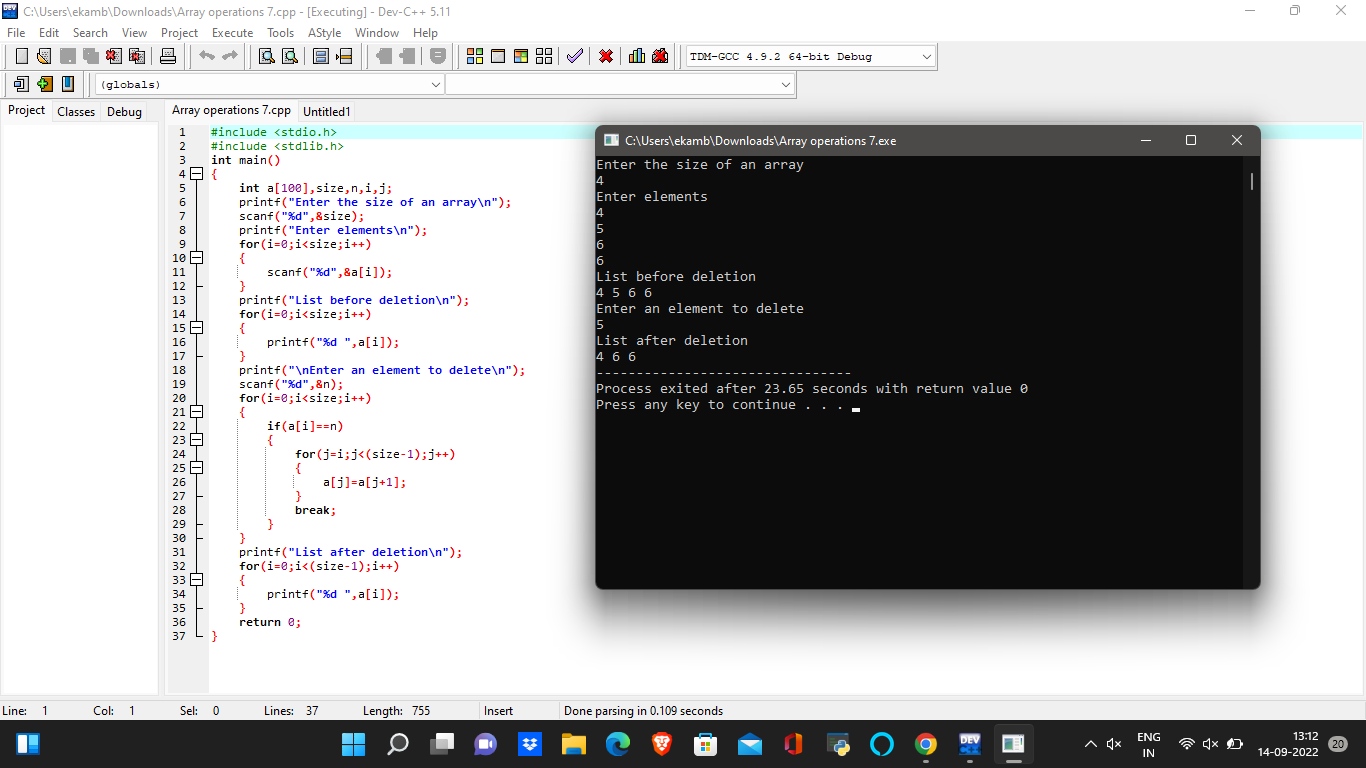 C:\Users\ekamb\Downloads\Array operations 7.cpp - [Executing] - Dev-C++ 5.11
File Edit Search View Project Execute Tools AStyle Window Help
TDM-GCC 4.9.2 64-bit Debug
(globals)
Project Classes Debug
Array operations 7.cpp Untitled1
1 #include <stdio.h>
2 #include <stdlib.h>
3 int main()
4 {
5 int a[100],size,n,i,j;
6 printf("Enter the size of an array\n");
7 scanf("%d",&size);
8 printf("Enter elements\n");
9 for(i=0;i<size;i++)
10 {
11 scanf("%d",&a[i]);
12 }
13 printf("List before deletion\n");
14 for(i=0;i<size;i++)
15 {
16 printf("%d ",a[i]);
17 }
18 printf("\nEnter an element to delete\n");
19 scanf("%d",&n);
20 for(i=0;i<size;i++)
21 {
22 if(a[i]==n)
23 {
24 for(j=i;j<(size-1);j++)
25 {
26 a[j]=a[j+1];
27 }
28 break;
29 }
30 }
31 printf("List after deletion\n");
32 for(i=0;i<(size-1);i++)
33 {
34 printf("%d ",a[i]);
35 }
36 return 0;
37 }
C:\Users\ekamb\Downloads\Array operations 7.exe
Enter the size of an array
4
Enter elements
4
5
6
6
List before deletion
4 5 6 6
Enter an element to delete
5
List after deletion
4 6 6
--------------------------------
Process exited after 23.65 seconds with return value 0
Press any key to continue . . .
Line: 1 Col: 1 Sel: 0 Lines: 37 Length: 755 Insert Done parsing in 0.109 seconds
DEV
ENG
IN
13:12
14-09-2022
20